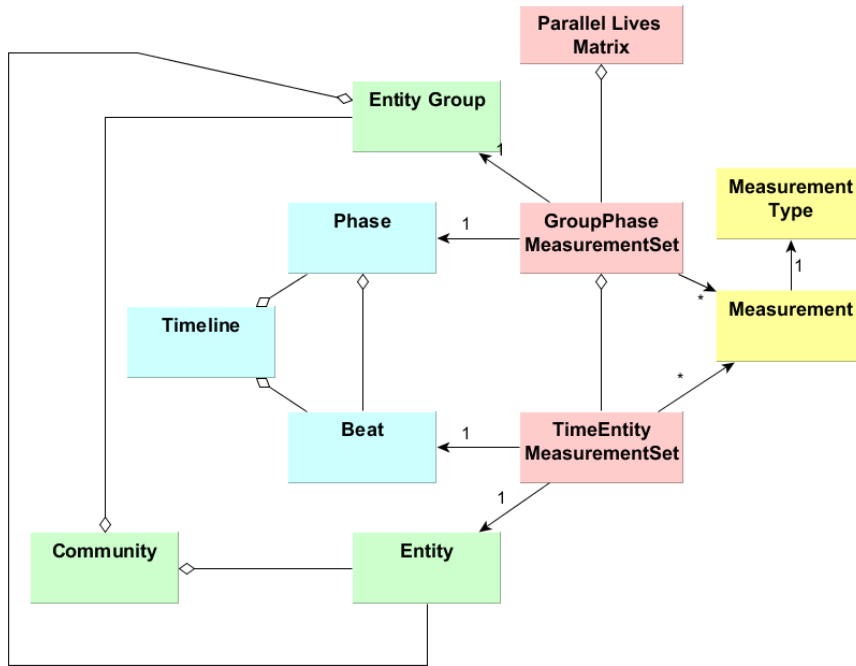 Parallel Lives
Matrix
Entity Group
1
Measurement
Type
Phase
1
GroupPhase
MeasurementSet
1
*
Measurement
Timeline
*
Beat
1
TimeEntity
MeasurementSet
1
Community
Entity